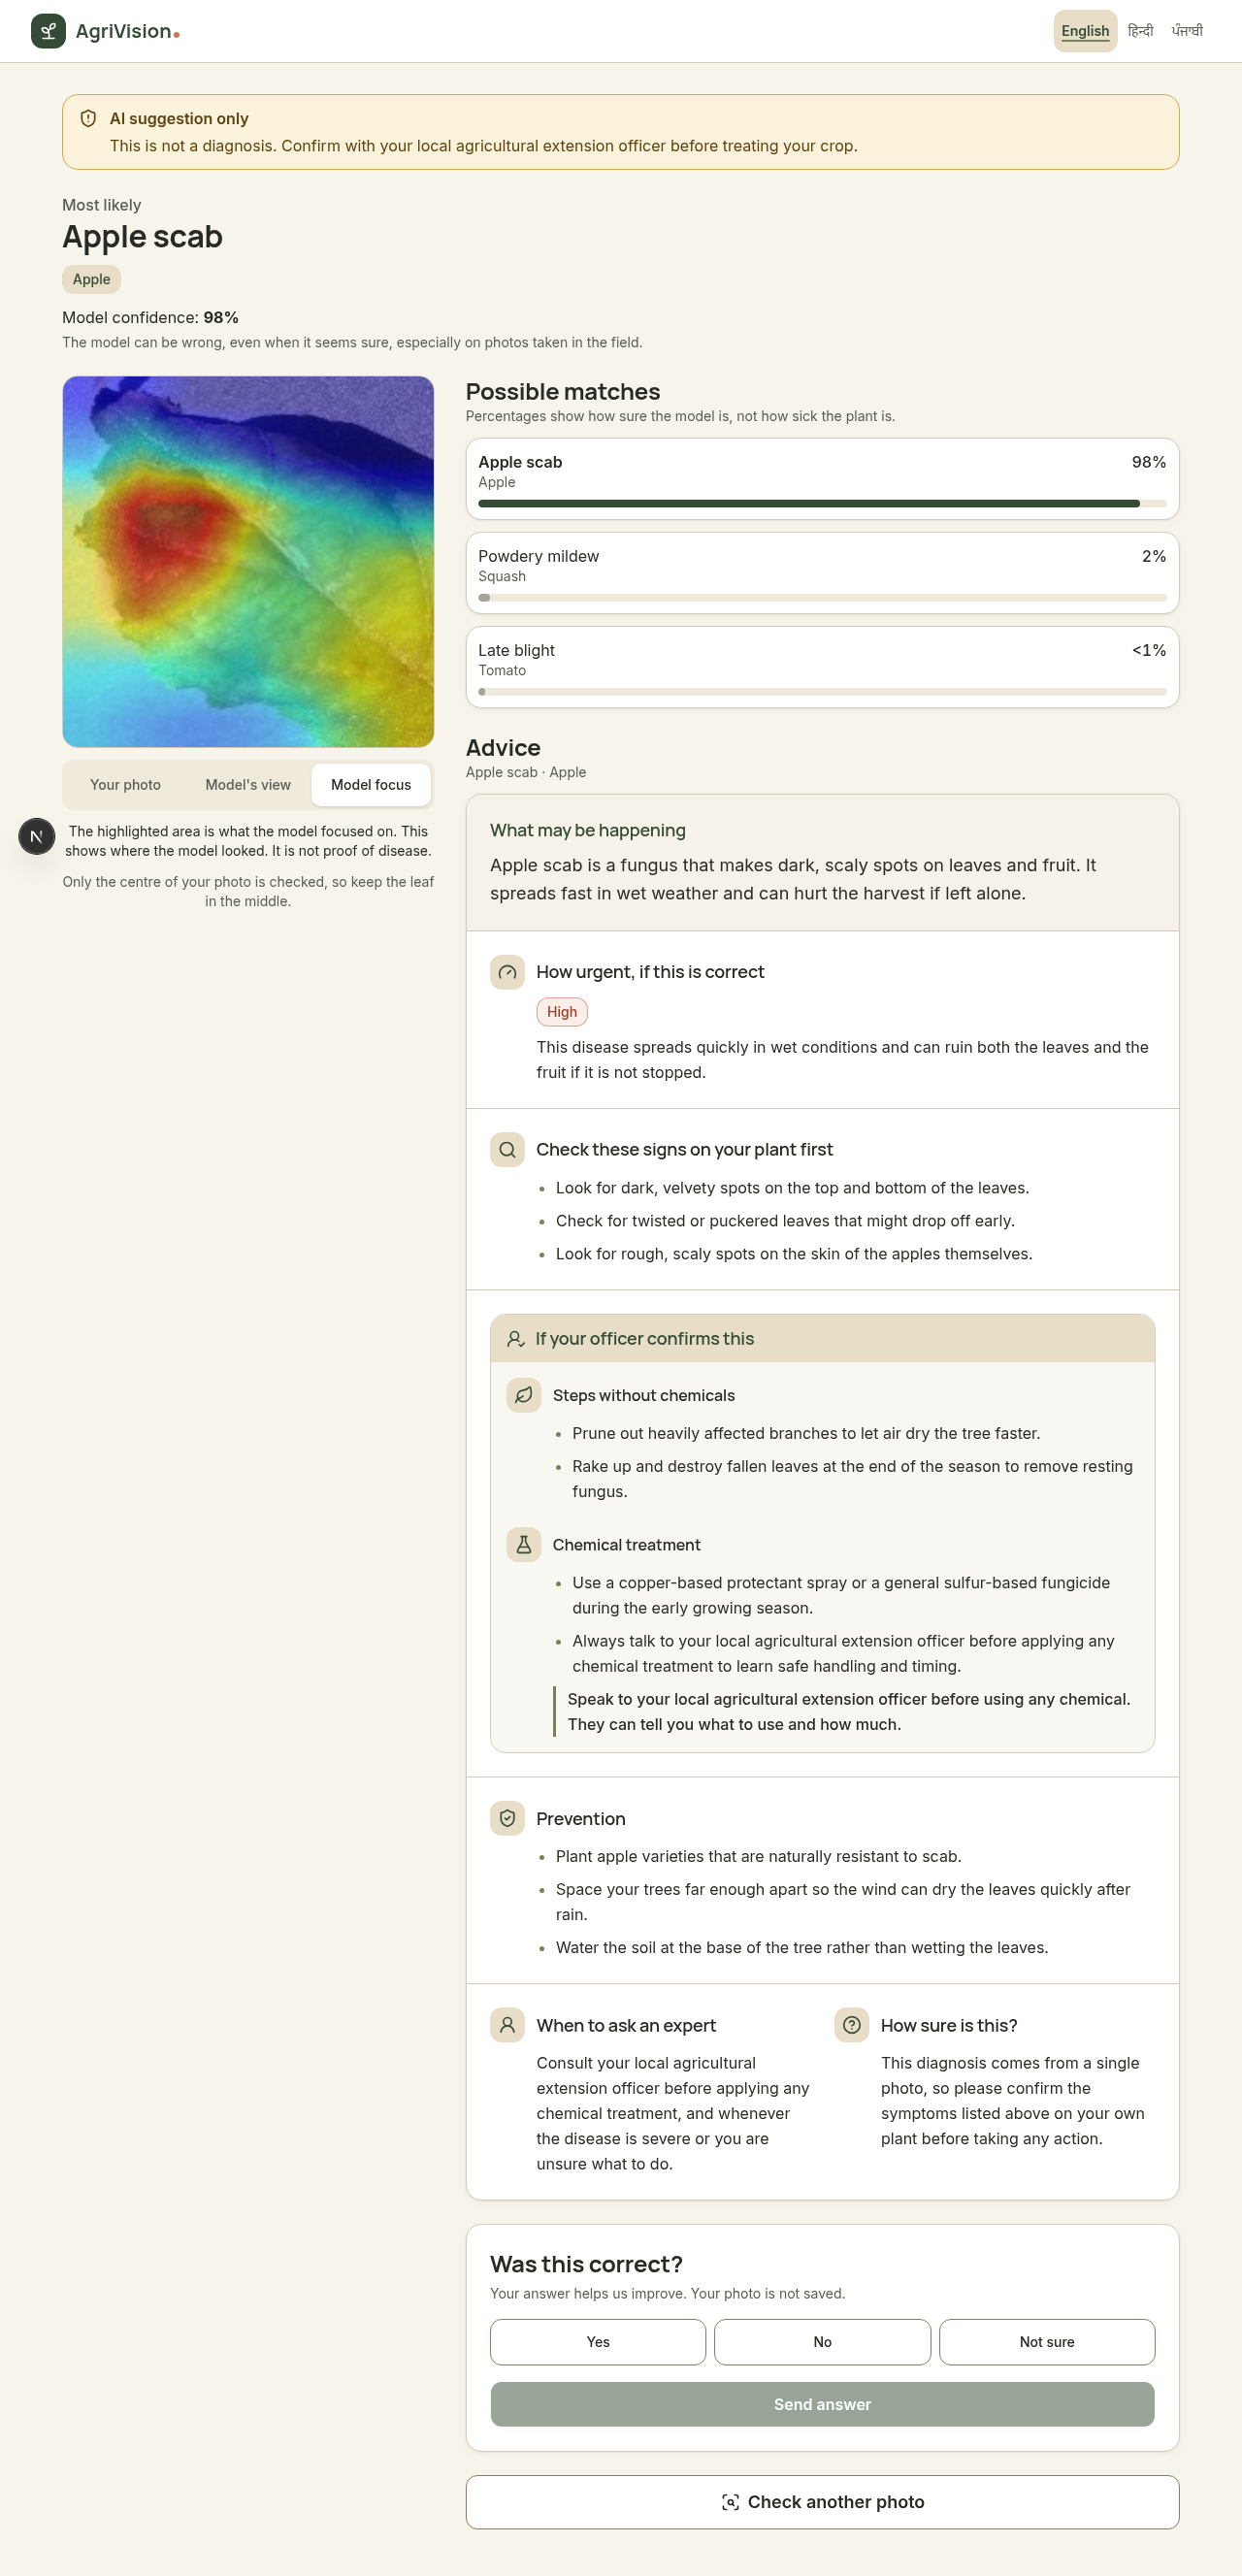 AgriVision
English हिन्दी ਪੰਜਾਬੀ
AI suggestion only
This is not a diagnosis. Confirm with your local agricultural extension officer before treating your crop.
Most likely
Apple scab
Apple
Model confidence: 98%
The model can be wrong, even when it seems sure, especially on photos taken in the field.
Your photo Model's view Model focus
N
The highlighted area is what the model focused on. This
shows where the model looked. It is not proof of disease.
Only the centre of your photo is checked, so keep the leaf
in the middle.
Possible matches
Percentages show how sure the model is, not how sick the plant is.
Apple scab 98%
Apple
Powdery mildew 2%
Squash
Late blight <1%
Tomato
Advice
Apple scab · Apple
What may be happening
Apple scab is a fungus that makes dark, scaly spots on leaves and fruit. It
spreads fast in wet weather and can hurt the harvest if left alone.
How urgent, if this is correct
High
This disease spreads quickly in wet conditions and can ruin both the leaves and the
fruit if it is not stopped.
Check these signs on your plant first
• Look for dark, velvety spots on the top and bottom of the leaves.
• Check for twisted or puckered leaves that might drop off early.
• Look for rough, scaly spots on the skin of the apples themselves.
If your officer confirms this
Steps without chemicals
• Prune out heavily affected branches to let air dry the tree faster.
• Rake up and destroy fallen leaves at the end of the season to remove resting
fungus.
Chemical treatment
• Use a copper-based protectant spray or a general sulfur-based fungicide
during the early growing season.
• Always talk to your local agricultural extension officer before applying any
chemical treatment to learn safe handling and timing.
Speak to your local agricultural extension officer before using any chemical.
They can tell you what to use and how much.
Prevention
• Plant apple varieties that are naturally resistant to scab.
• Space your trees far enough apart so the wind can dry the leaves quickly after
rain.
• Water the soil at the base of the tree rather than wetting the leaves.
When to ask an expert
Consult your local agricultural
extension officer before applying any
chemical treatment, and whenever
the disease is severe or you are
unsure what to do.
How sure is this?
This diagnosis comes from a single
photo, so please confirm the
symptoms listed above on your own
plant before taking any action.
Was this correct?
Your answer helps us improve. Your photo is not saved.
Yes No Not sure
Send answer
Check another photo